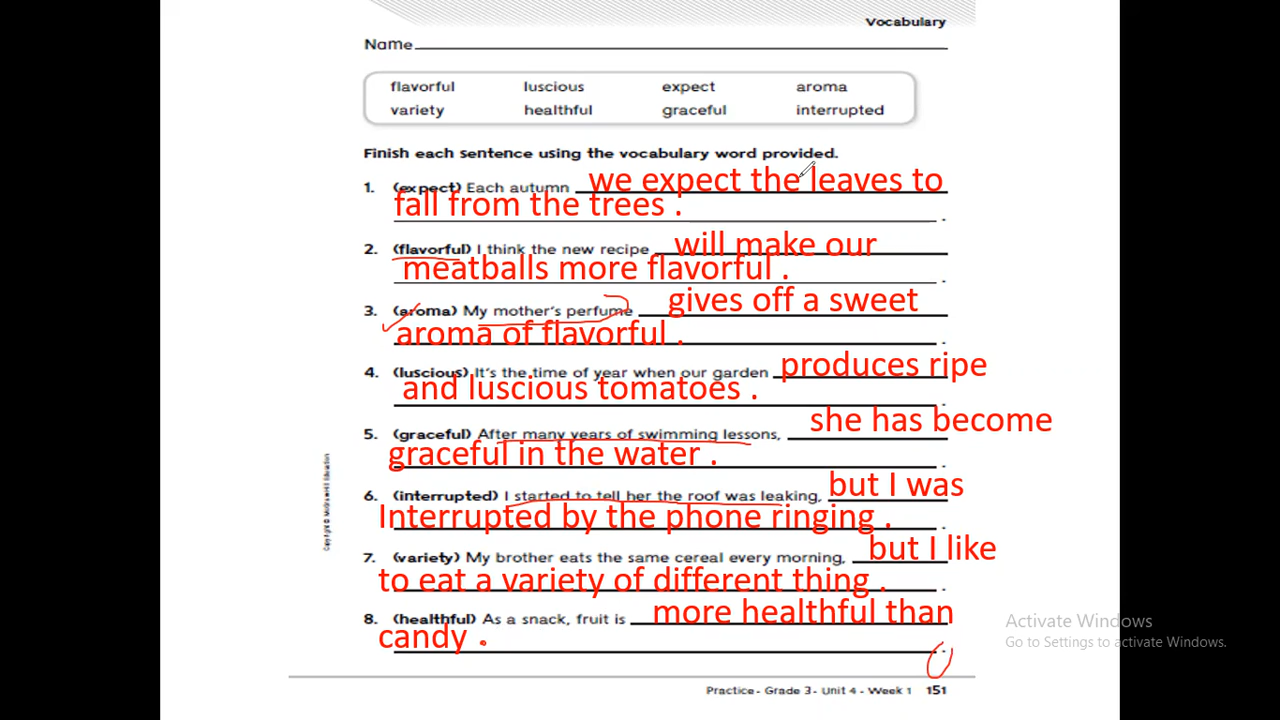 Vocabulary
Name
flavorful luscious expect aroma
variety healthful graceful interrupted
Finish each sentence using the vocabulary word provided.
1. (expect) Each autumn we expect the leaves to
fall from the trees .
2. (flavorful) I think the new recipe will make our
meatballs more flavorful .
3. (aroma) My mother's perfume gives off a sweet
aroma of flavorful .
4. (luscious) It's the time of year when our garden produces ripe
and luscious tomatoes .
5. (graceful) After many years of swimming lessons, she has become
graceful in the water .
6. (interrupted) I started to tell her the roof was leaking, but I was
Interrupted by the phone ringing .
7. (variety) My brother eats the same cereal every morning, but I like
to eat a variety of different thing .
8. (healthful) As a snack, fruit is more healthful than
candy .
Copyright © McGraw-Hill Education
Activate Windows
Go to Settings to activate Windows.
Practice - Grade 3 - Unit 4 - Week 1 151